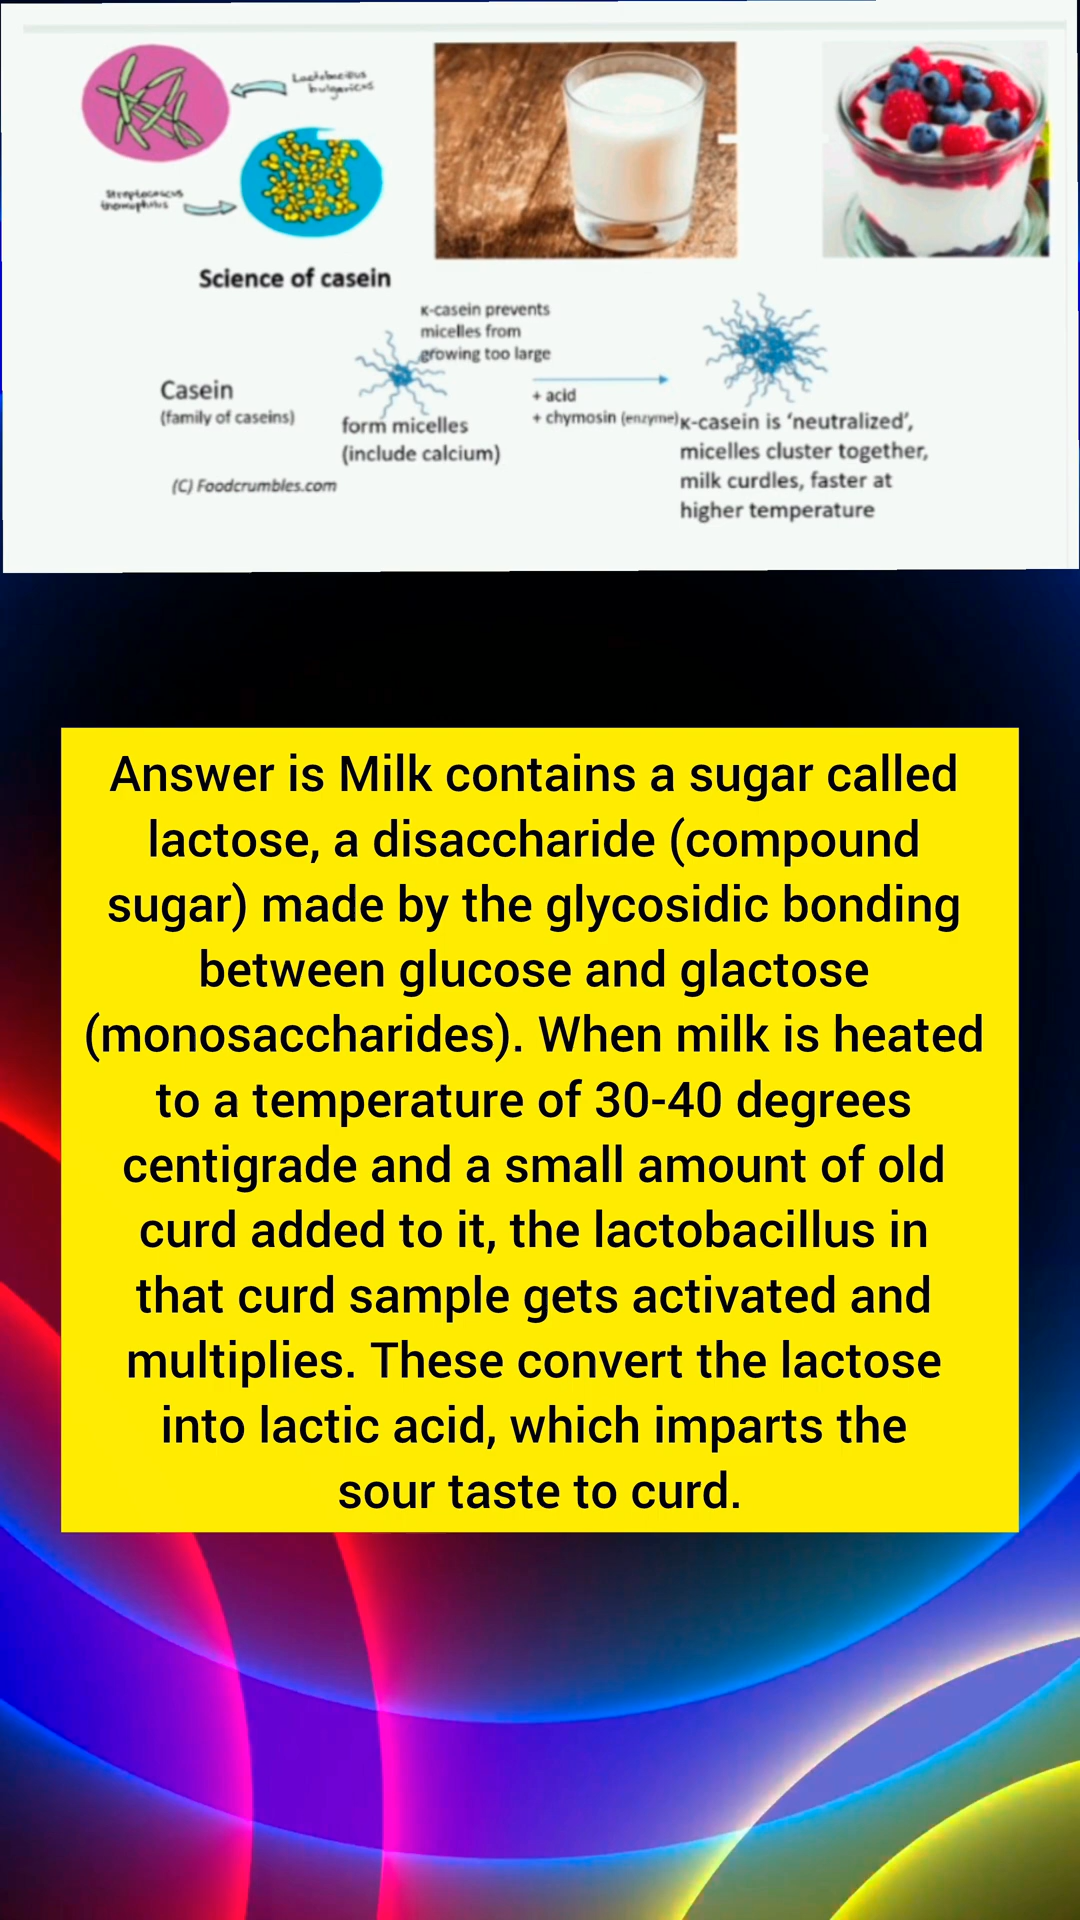 Lactobacillus
bulgaricus
Streptococcus
thermophilus
Science of casein
κ-casein prevents
micelles from
growing too large
Casein
(family of caseins)
form micelles
(include calcium)
+ acid
+ chymosin (enzyme)
κ-casein is ‘neutralized’,
micelles cluster together,
milk curdles, faster at
higher temperature
(C) Foodcrumbles.com
Answer is Milk contains a sugar called
lactose, a disaccharide (compound
sugar) made by the glycosidic bonding
between glucose and glactose
(monosaccharides). When milk is heated
to a temperature of 30-40 degrees
centigrade and a small amount of old
curd added to it, the lactobacillus in
that curd sample gets activated and
multiplies. These convert the lactose
into lactic acid, which imparts the
sour taste to curd.